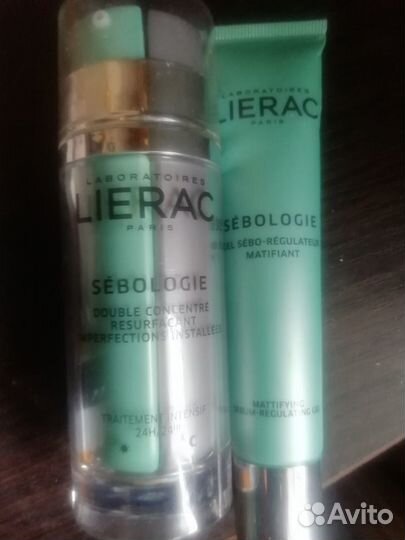 LABORATOIRES
LIERAC
PARIS
SÉBOLOGIE
DOUBLE CONCENTRÉ
RESURFAÇANT
IMPERFECTIONS INSTALLÉES
TRAITEMENT INTENSIF
LABORATOIRES
LIERAC
PARIS
SÉBOLOGIE
GEL SÉBO-RÉGULATEUR
MATIFIANT
MATTIFYING
SEBUM-REGULATING GEL
Avito